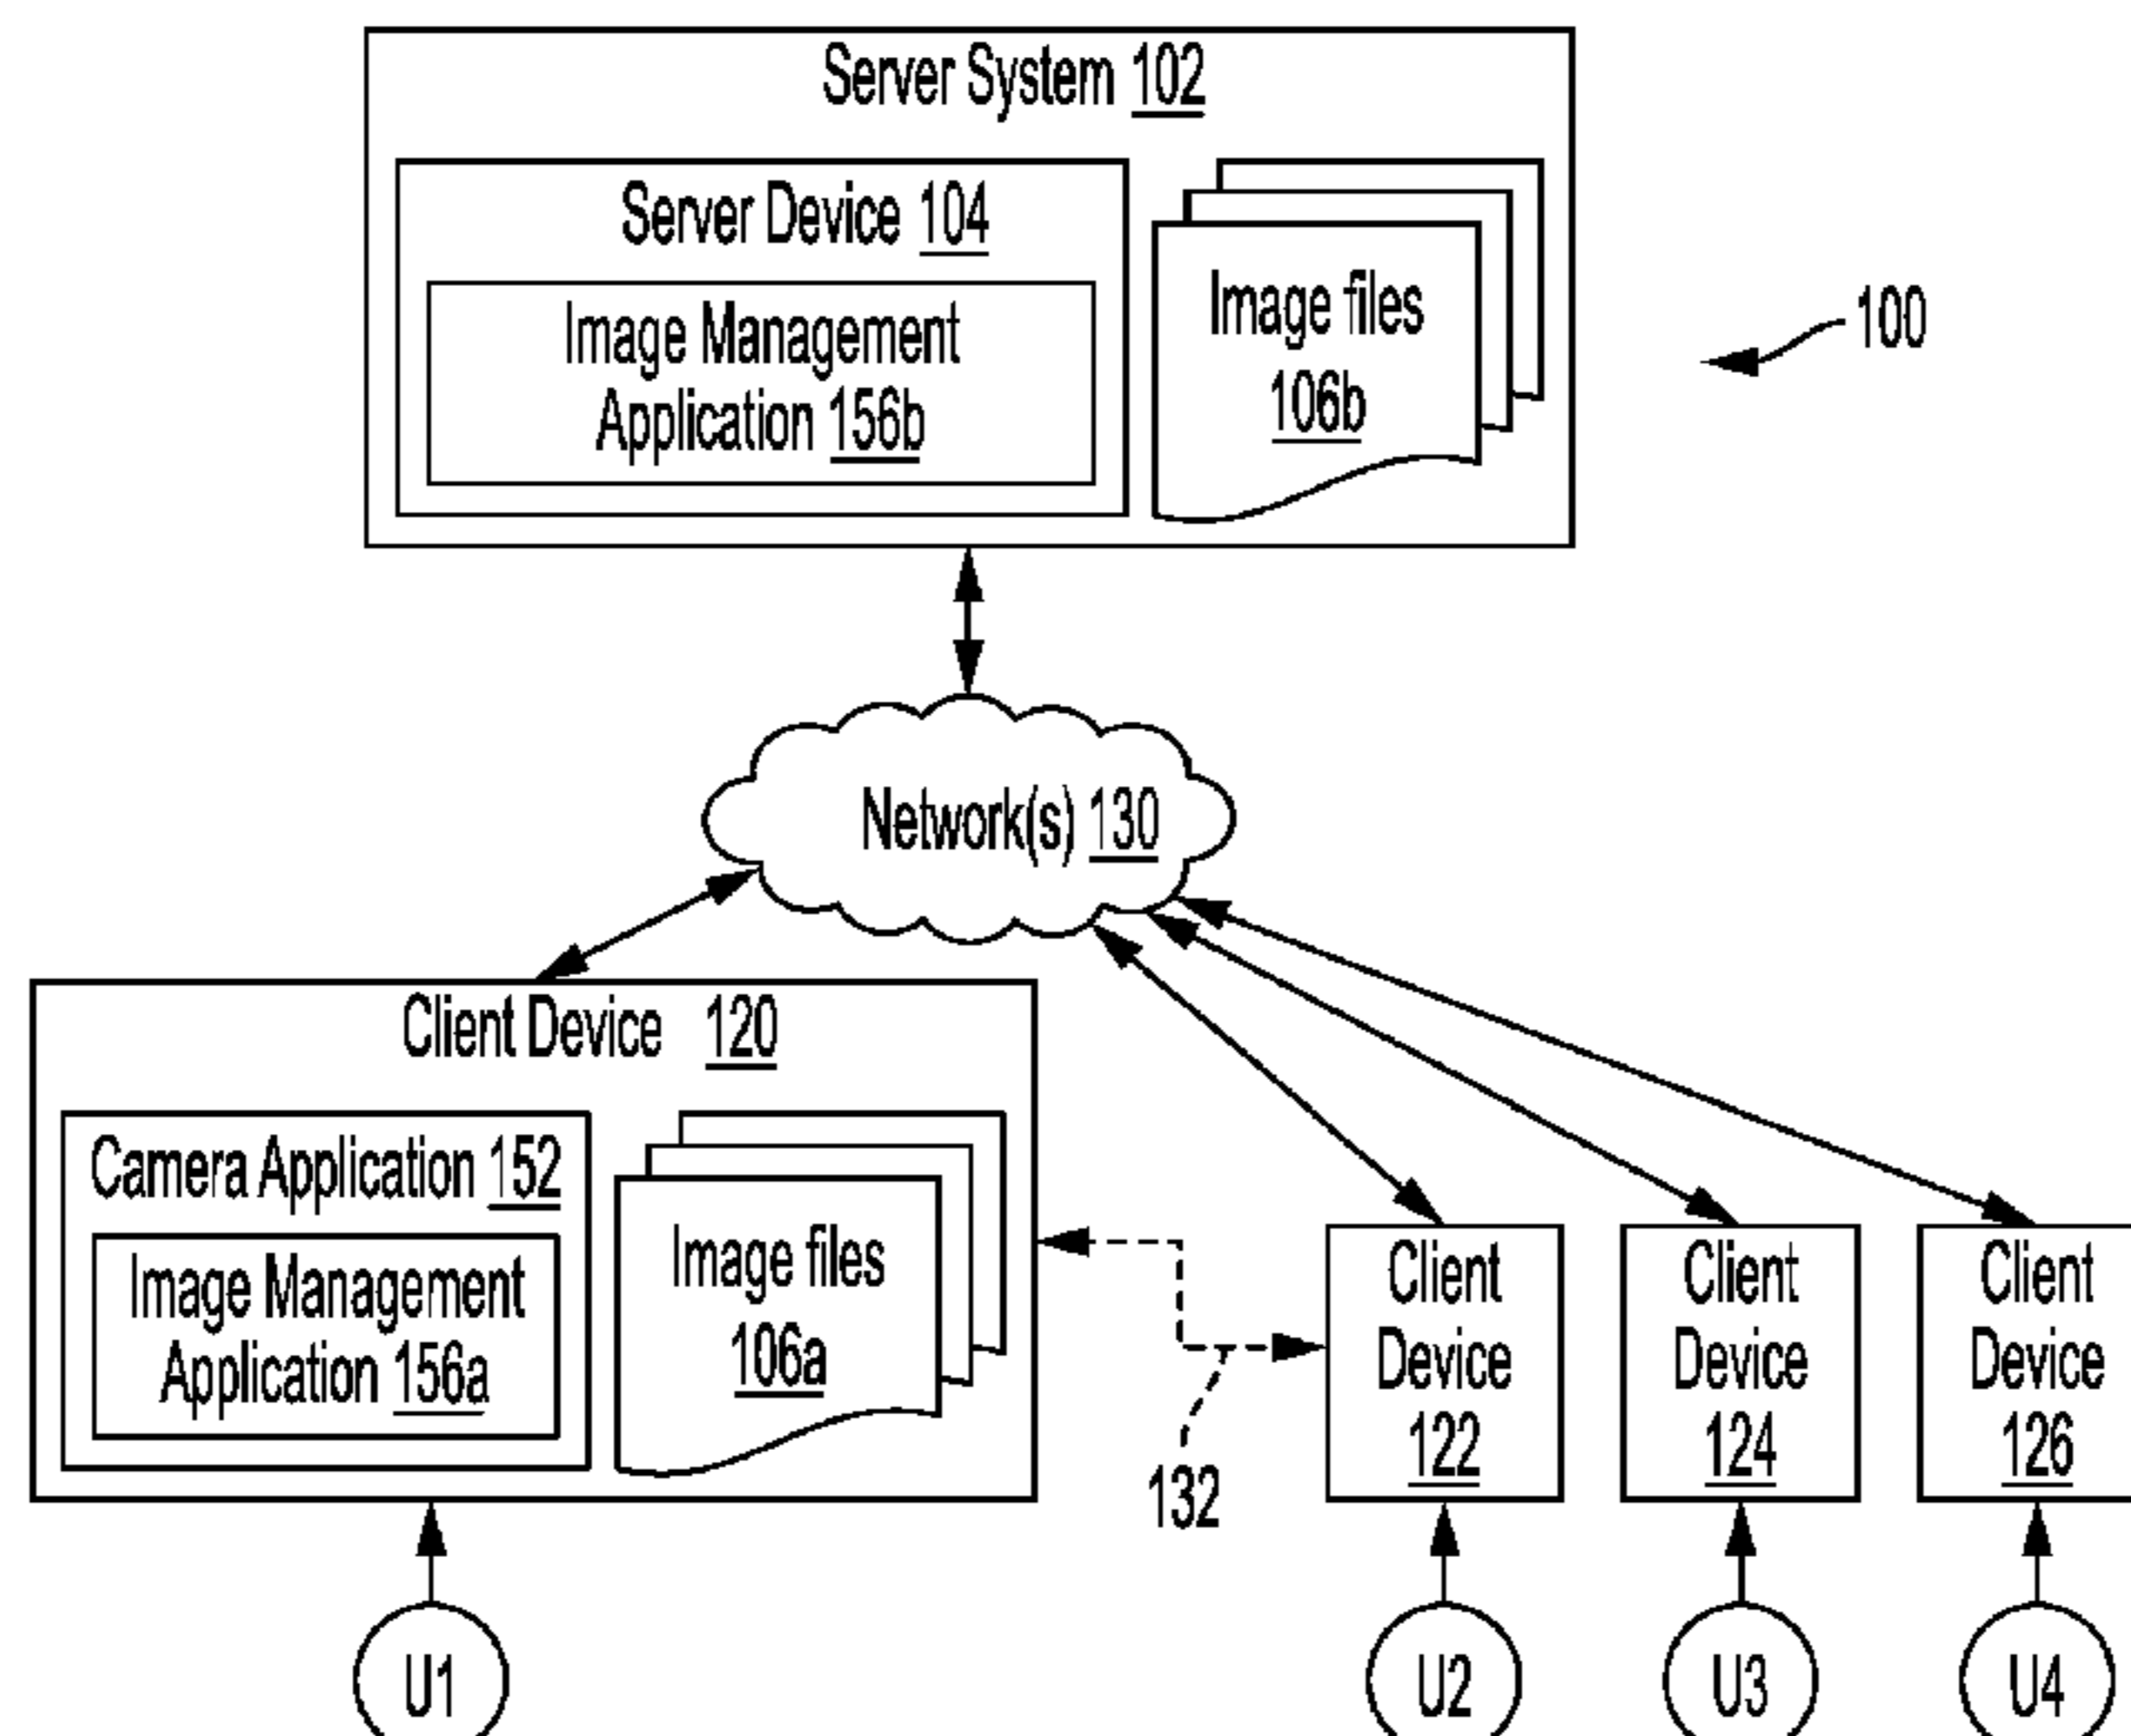 Server System 102
Server Device 104
Image Management
Application 156b
Image files
106b
100
Network(s) 130
Client Device 120
Camera Application 152
Image Management
Application 156a
Image files
106a
132
Client
Device
122
Client
Device
124
Client
Device
126
U1
U2
U3
U4